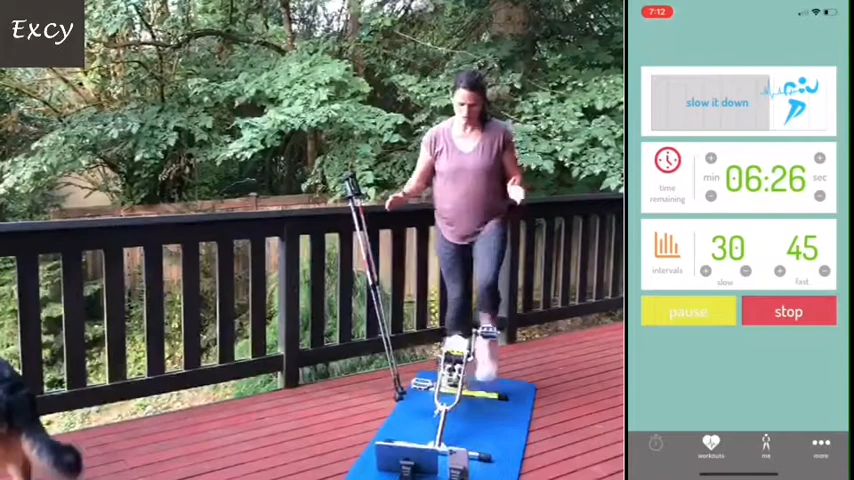 Excy
7:12
slow it down
time
remaining
min
06:26
sec
intervals
30
slow
45
fast
pause
stop
workouts
me
more